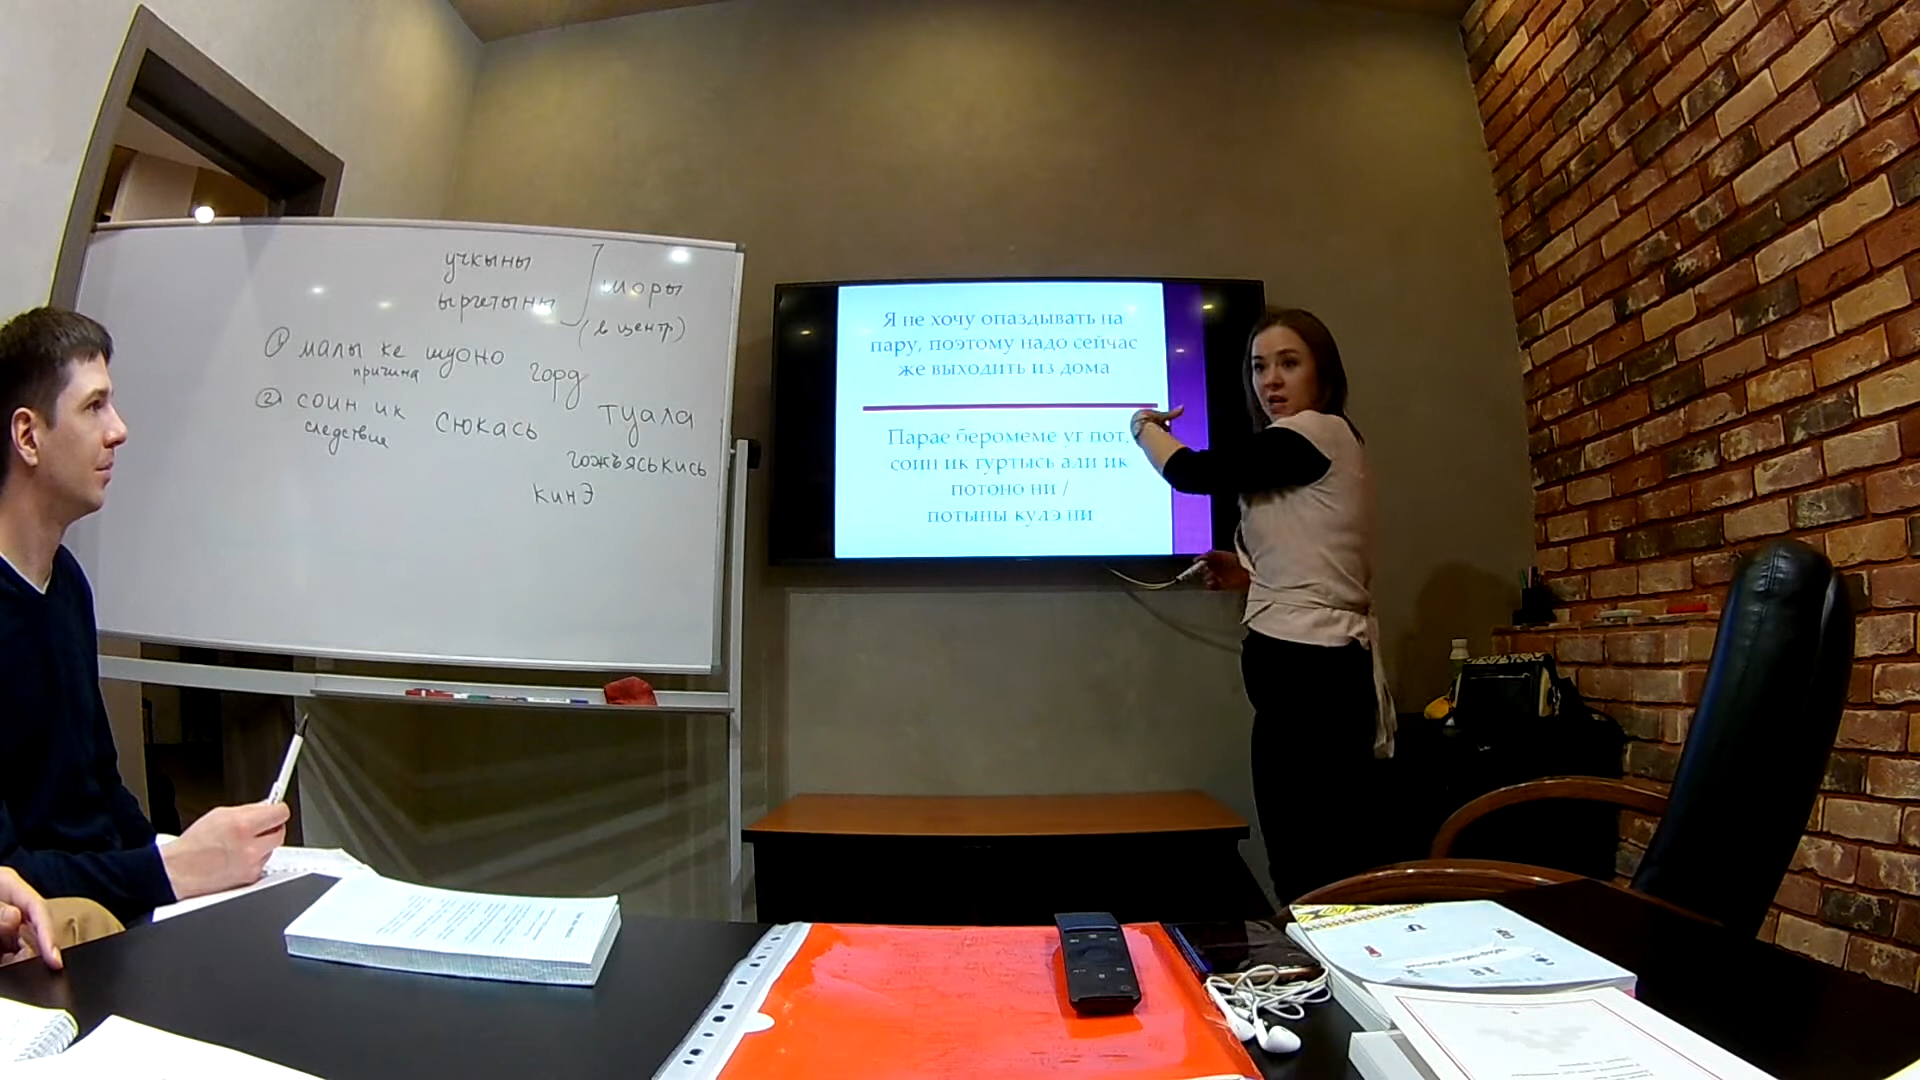 учкыны
ыргетыны
шоры
(в центр)
① малы ке шуоно
причина
горд
② соин ик
следствие
сюкась
туала
гожъяськись
кинэ
Я не хочу опаздывать на
пару, поэтому надо сейчас
же выходить из дома
Парае беромеме уг пот,
соин ик гуртысь али ик
потоно ни /
потыны кулэ ни